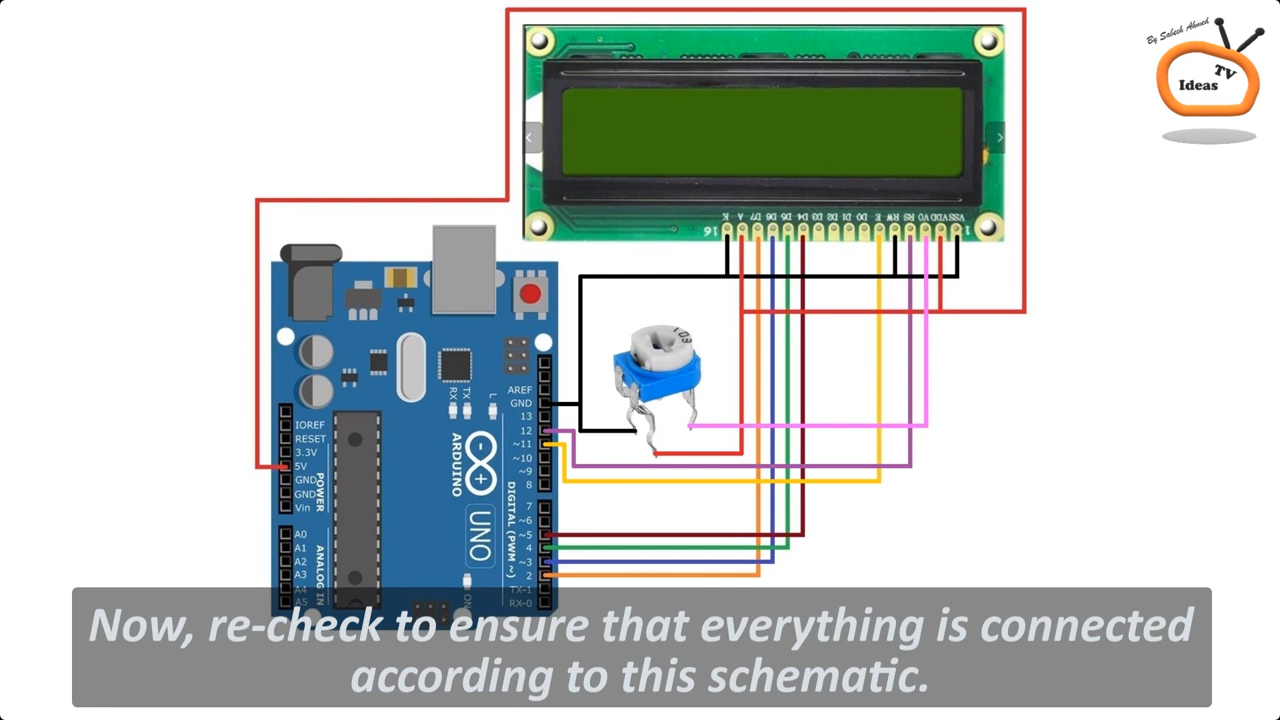 By Sabeeh Ahmed
TV
Ideas
16 K A D7 D6 D5 D4 D3 D2 D1 D0 E RW RS V0 VDD VSS 1
103
AREF
GND
13
12
~11
~10
~9
8
7
~6
~5
4
~3
2
TX→1
RX←0
RX
TX
L
ARDUINO
UNO
DIGITAL (PWM ~)
ON
IOREF
RESET
3.3V
5V
GND
GND
Vin
POWER
A0
A1
A2
A3
A4
A5
ANALOG IN
Now, re-check to ensure that everything is connected
according to this schematic.